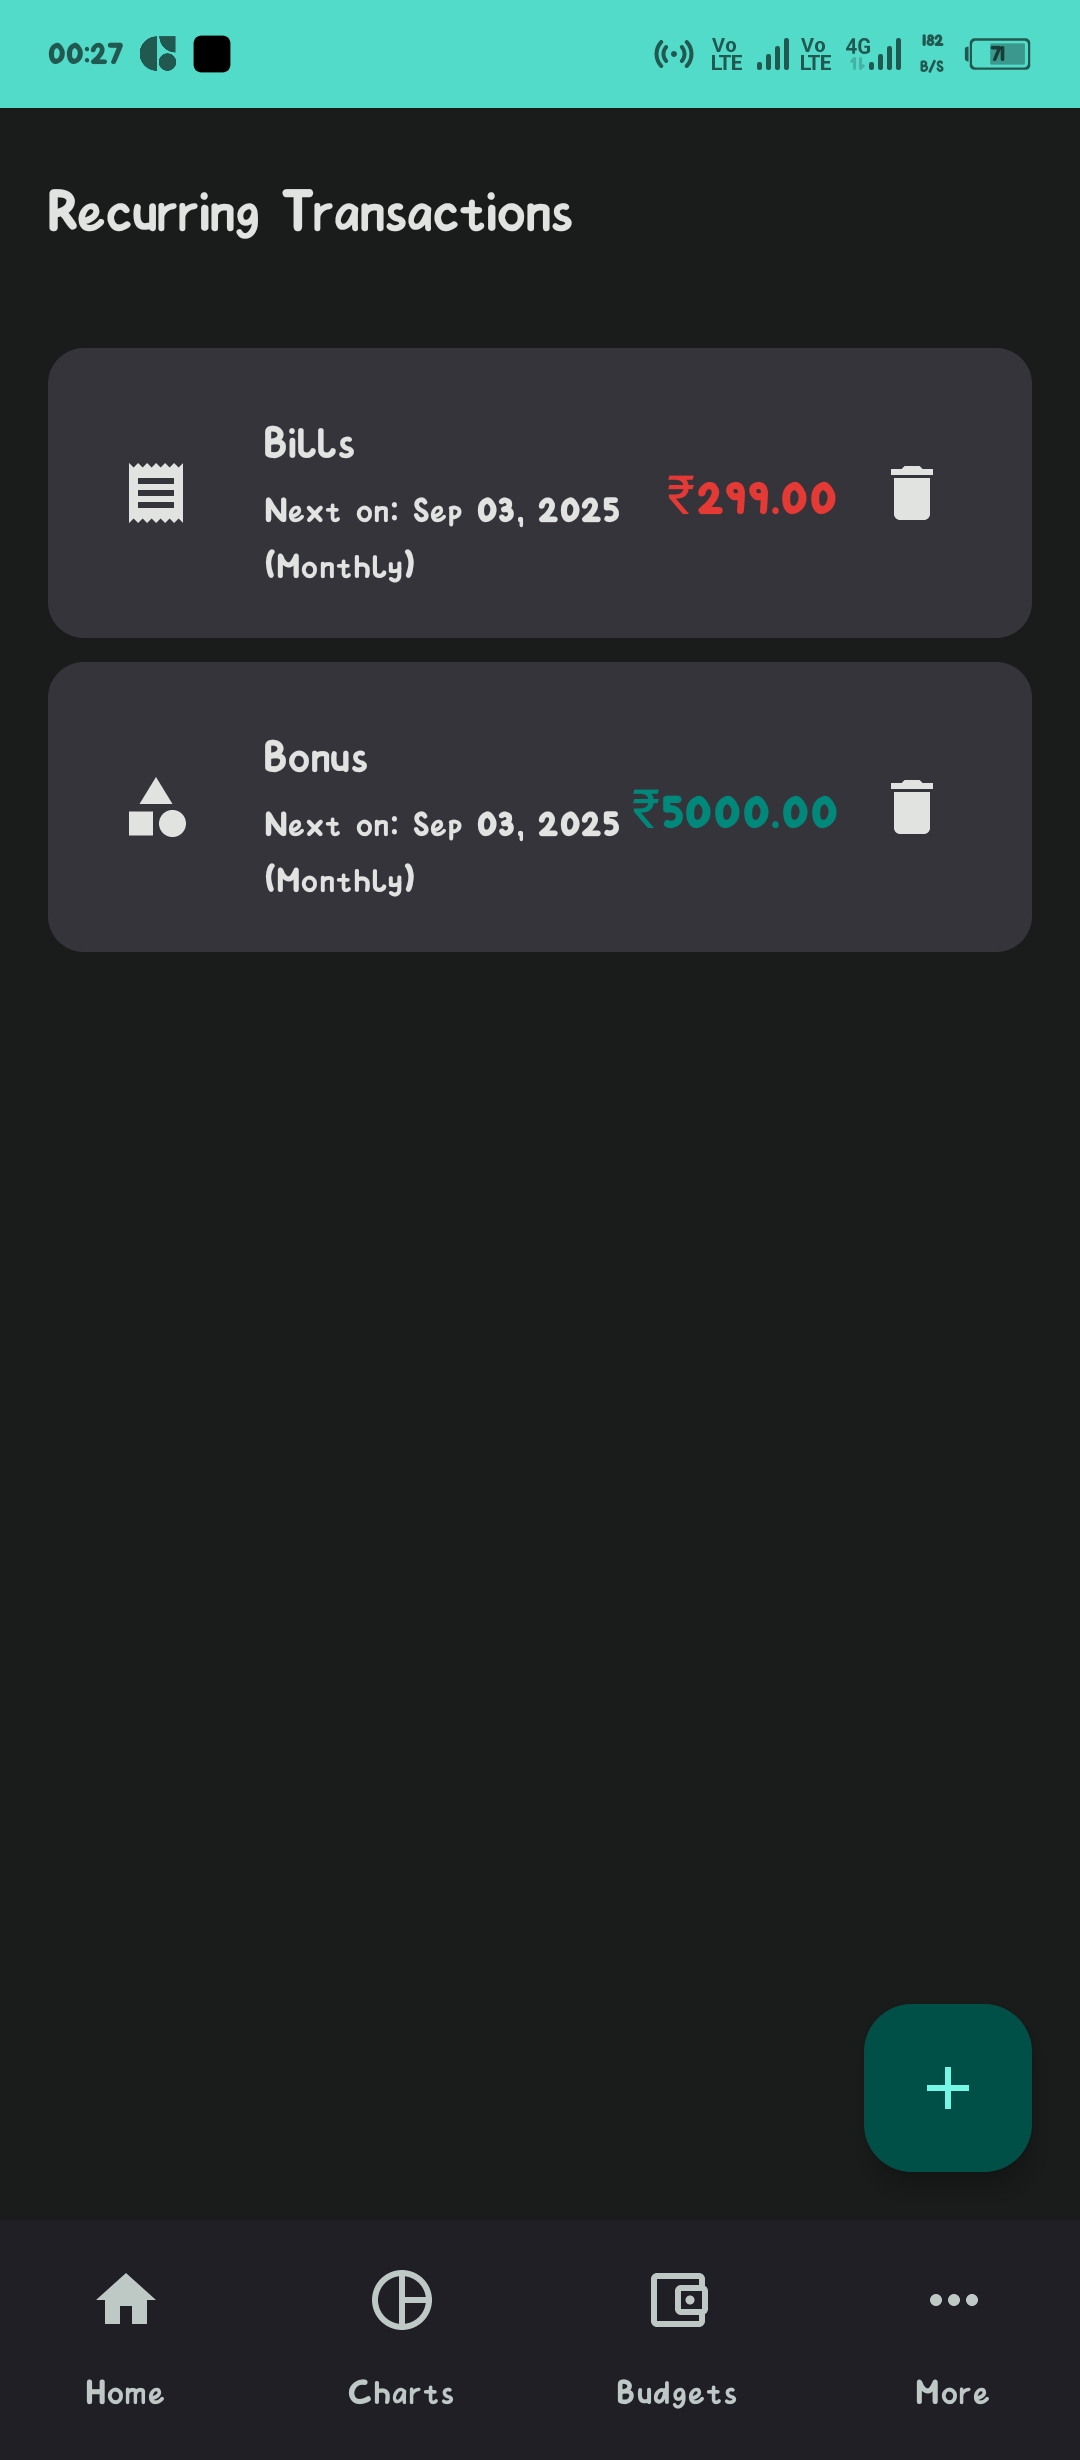 00:27 Vo LTE Vo LTE 4G 182 B/S 71
Recurring Transactions
Bills
Next on: Sep 03, 2025
(Monthly)
₹299.00
Bonus
Next on: Sep 03, 2025
(Monthly)
₹5000.00
Home Charts Budgets More